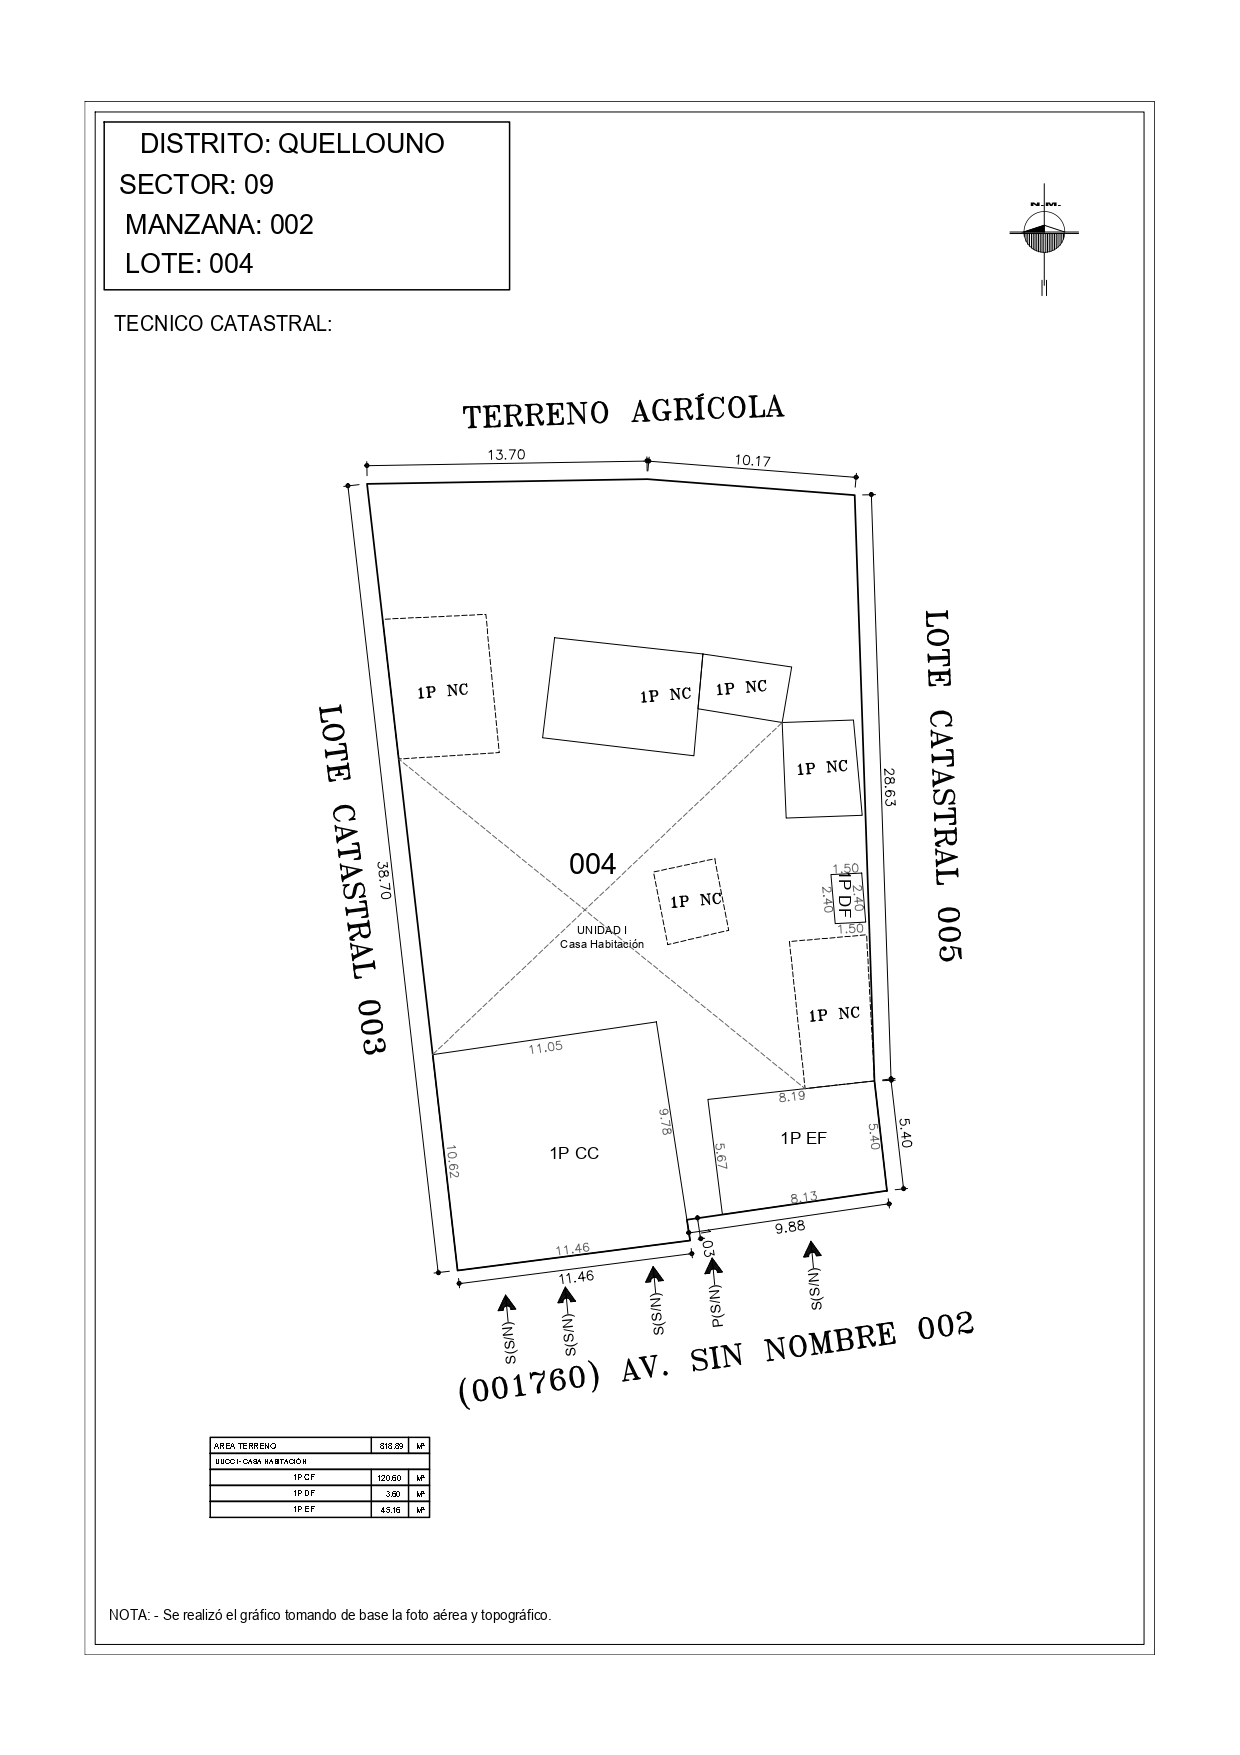 DISTRITO: QUELLOUNO
SECTOR: 09
MANZANA: 002
LOTE: 004
N.M.
TECNICO CATASTRAL:
TERRENO AGRÍCOLA
13.70
10.17
LOTE CATASTRAL 003
38.70
LOTE CATASTRAL 005
28.63
1P NC
1P NC
1P NC
1P NC
004
1P NC
UNIDAD I
Casa Habitación
1.50
2.40
1P DF
2.40
1.50
1P NC
11.05
9.78
10.62
1P CC
11.46
11.46
8.19
5.67
1P EF
5.40
5.40
8.13
9.88
1.03
S(S/N)
S(S/N)
S(S/N)
P(S/N)
S(S/N)
(001760) AV. SIN NOMBRE 002
AREA TERRENO 818.89 M²
UUCC I- CASA HABITACIÓN
1P CF 120.60 M²
1P DF 3.60 M²
1P EF 45.16 M²
NOTA: - Se realizó el gráfico tomando de base la foto aérea y topográfico.